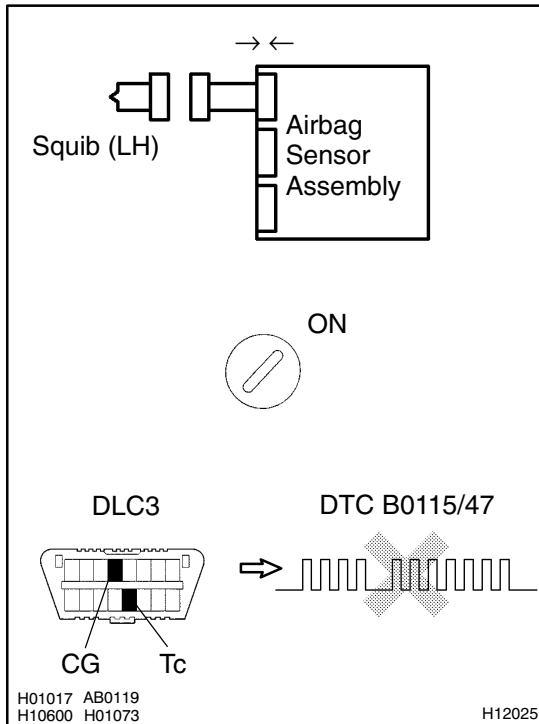 Squib (LH)
Airbag
Sensor
Assembly
ON
DLC3
DTC B0115/47
CG
Tc
H01017 AB0119
H10600 H01073
H12025